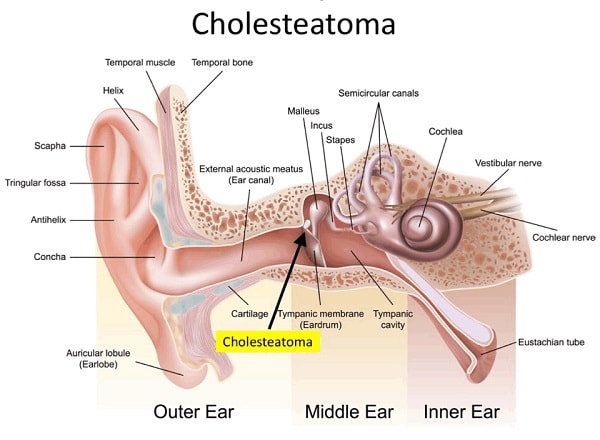 Cholesteatoma
Temporal muscle
Temporal bone
Helix
Scapha
Tringular fossa
Antihelix
Concha
External acoustic meatus
(Ear canal)
Malleus
Incus
Stapes
Semicircular canals
Cochlea
Vestibular nerve
Cochlear nerve
Cartilage
Tympanic membrane
(Eardrum)
Tympanic
cavity
Cholesteatoma
Eustachian tube
Auricular lobule
(Earlobe)
Outer Ear
Middle Ear
Inner Ear